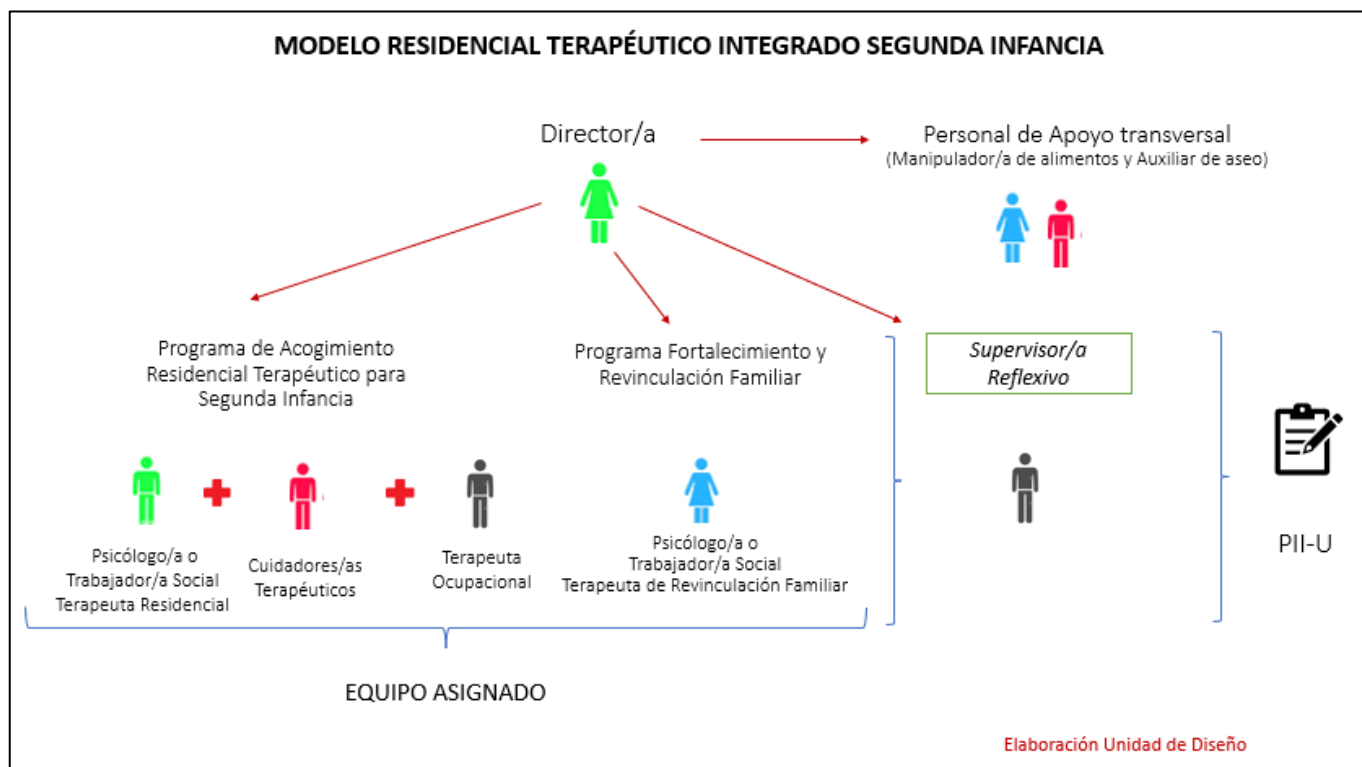 MODELO RESIDENCIAL TERAPÉUTICO INTEGRADO SEGUNDA INFANCIA
Director/a
Personal de Apoyo transversal
(Manipulador/a de alimentos y Auxiliar de aseo)
Programa de Acogimiento
Residencial Terapéutico para
Segunda Infancia
Programa Fortalecimiento y
Revinculación Familiar
Supervisor/a
Reflexivo
Psicólogo/a o
Trabajador/a Social
Terapeuta Residencial
Cuidadores/as
Terapéuticos
Terapeuta
Ocupacional
Psicólogo/a o
Trabajador/a Social
Terapeuta de Revinculación Familiar
PII-U
EQUIPO ASIGNADO
Elaboración Unidad de Diseño